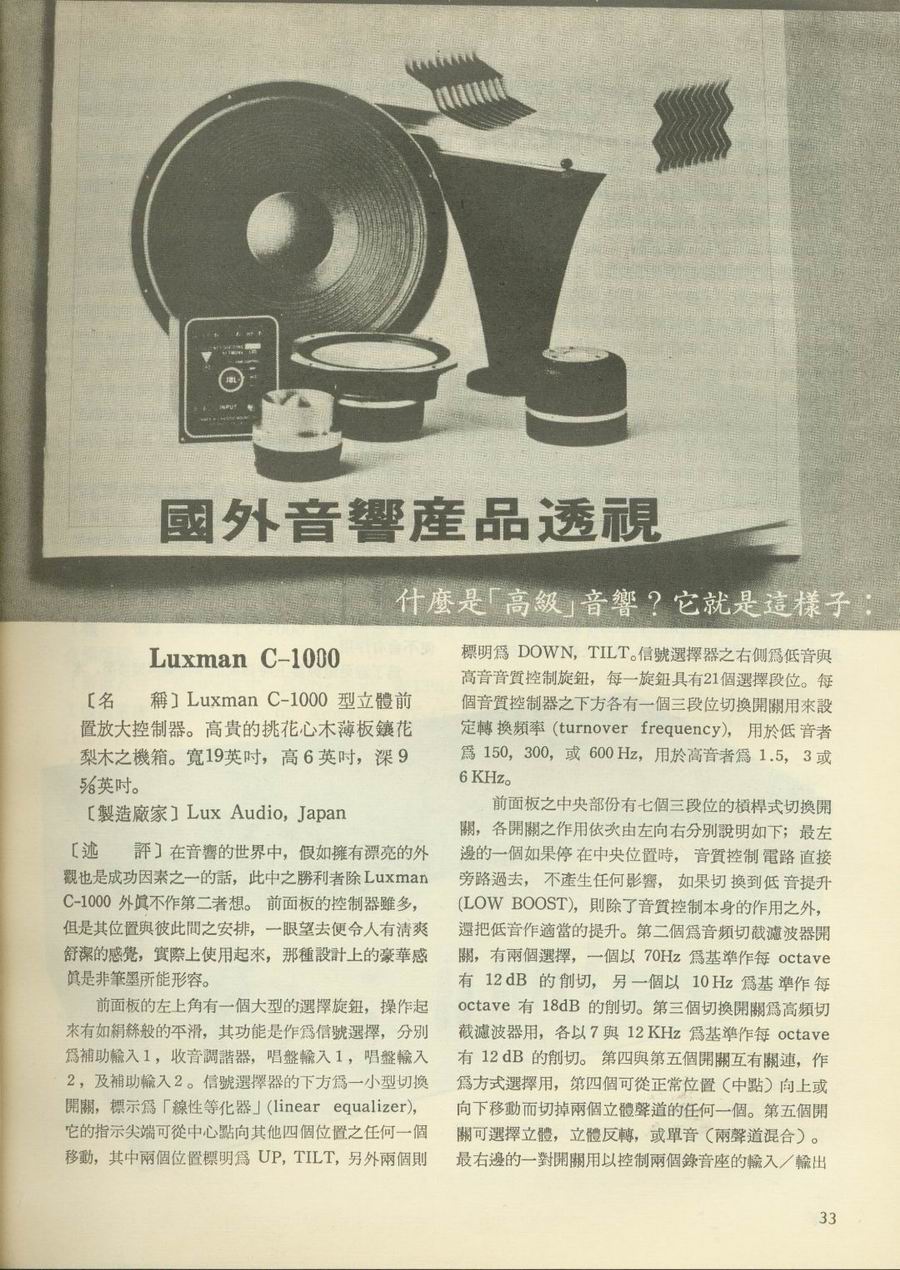 JBL
INPUT
國外音響産品透視
什麼是「高級」音響？它就是這樣子：
Luxman C-1000
〔名　　稱〕Luxman C-1000 型立體前
置放大控制器。高貴的桃花心木薄板鑲花
梨木之機箱。寬19英吋，高 6 英吋，深 9
⅝英吋。
〔製造廠家〕Lux Audio, Japan
〔述　　評〕在音響的世界中，假如擁有漂亮的外
觀也是成功因素之一的話，此中之勝利者除 Luxman
C-1000 外眞不作第二者想。 前面板的控制器雖多，
但是其位置與彼此間之安排，一眼望去便令人有清爽
舒潔的感覺，實際上使用起來，那種設計上的豪華感
眞是非筆墨所能形容。
前面板的左上角有一個大型的選擇旋鈕，操作起
來有如絹絲般的平滑，其功能是作爲信號選擇，分別
爲補助輸入 1 ，收音調諧器，唱盤輸入 1 ，唱盤輸入
2 ，及補助輸入 2 。信號選擇器的下方爲一小型切換
開關，標示爲「線性等化器」(linear equalizer)，
它的指示尖端可從中心點向其他四個位置之任何一個
移動，其中兩個位置標明爲 UP, TILT, 另外兩個則
標明爲 DOWN, TILT。信號選擇器之右側爲低音與
高音音質控制旋鈕，每一旋鈕具有21個選擇段位。每
個音質控制器之下方各有一個三段位切換開關用來設
定轉 換頻率 (turnover frequency)， 用於低 音者
爲 150, 300, 或 600 Hz, 用於高音者爲 1.5, 3 或
6 KHz。
前面板之中央部份有七個三段位的槓桿式切換開
關，各開關之作用依次由左向右分別說明如下；最左
邊的一個如果停 在中央位置時， 音質控制 電路 直接
旁路過去， 不產生任何影響， 如果切 換到低 音提升
(LOW BOOST)，則除了音質控制本身的作用之外，
還把低音作適當的提升。第二個爲音頻切截濾波器開
關，有兩個選擇，一個以 70Hz 爲基準作每 octave
有 12 dB 的 削切， 另 一個以 10 Hz 爲基 準作 每
octave 有 18dB 的削切。第三個切換開關爲高頻切
截濾波器用，各以 7 與 12 KHz 爲基準作每 octave
有 12 dB 的削切。 第四與第五個開關互有關連，作
爲方式選擇用，第四個可從正常位置（中點）向上或
向下移動而切掉兩個立體聲道的任何一個。第五個開
關可選擇立體，立體反轉，或單音（兩聲道混合）。
最右邊的一對開關用以控制兩個錄音座的輸入／輸出
33